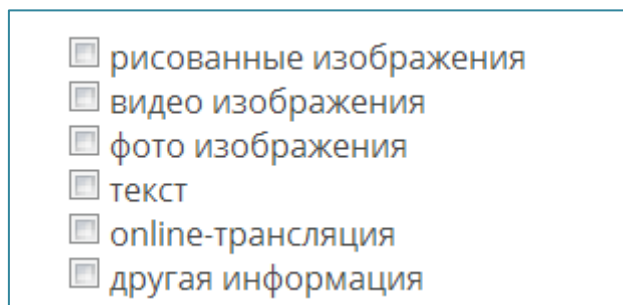 рисованные изображения
видео изображения
фото изображения
текст
online-трансляция
другая информация